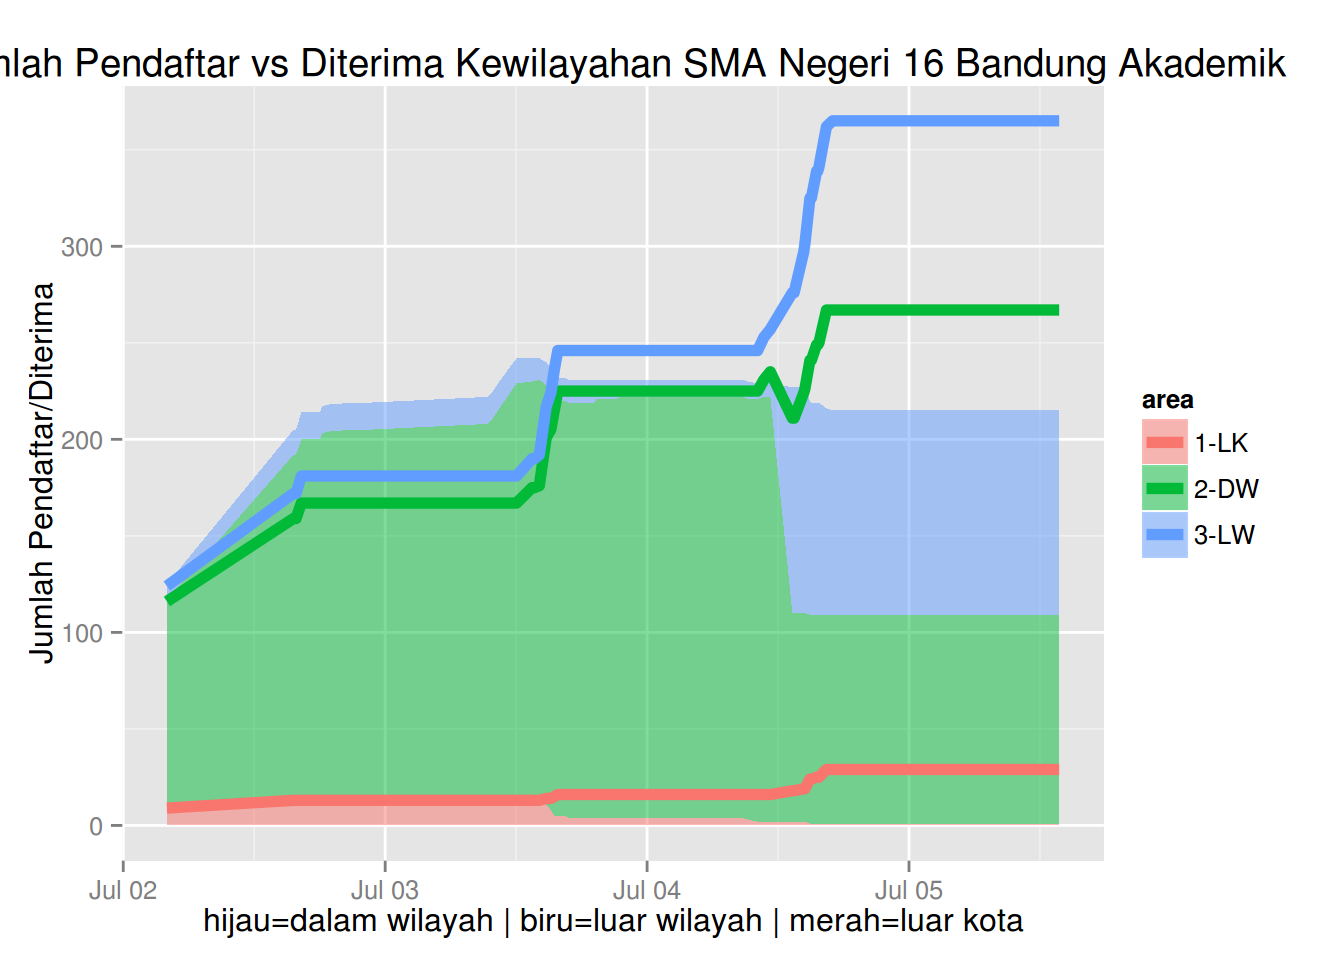 Pendaftar vs Diterima Kewilayahan SMA Negeri 16 Bandung Akademik
Jumlah Pendaftar/Diterima
300
200
100
0
Jul 02
Jul 03
Jul 04
Jul 05
hijau=dalam wilayah | biru=luar wilayah | merah=luar kota
area
1-LK
2-DW
3-LW